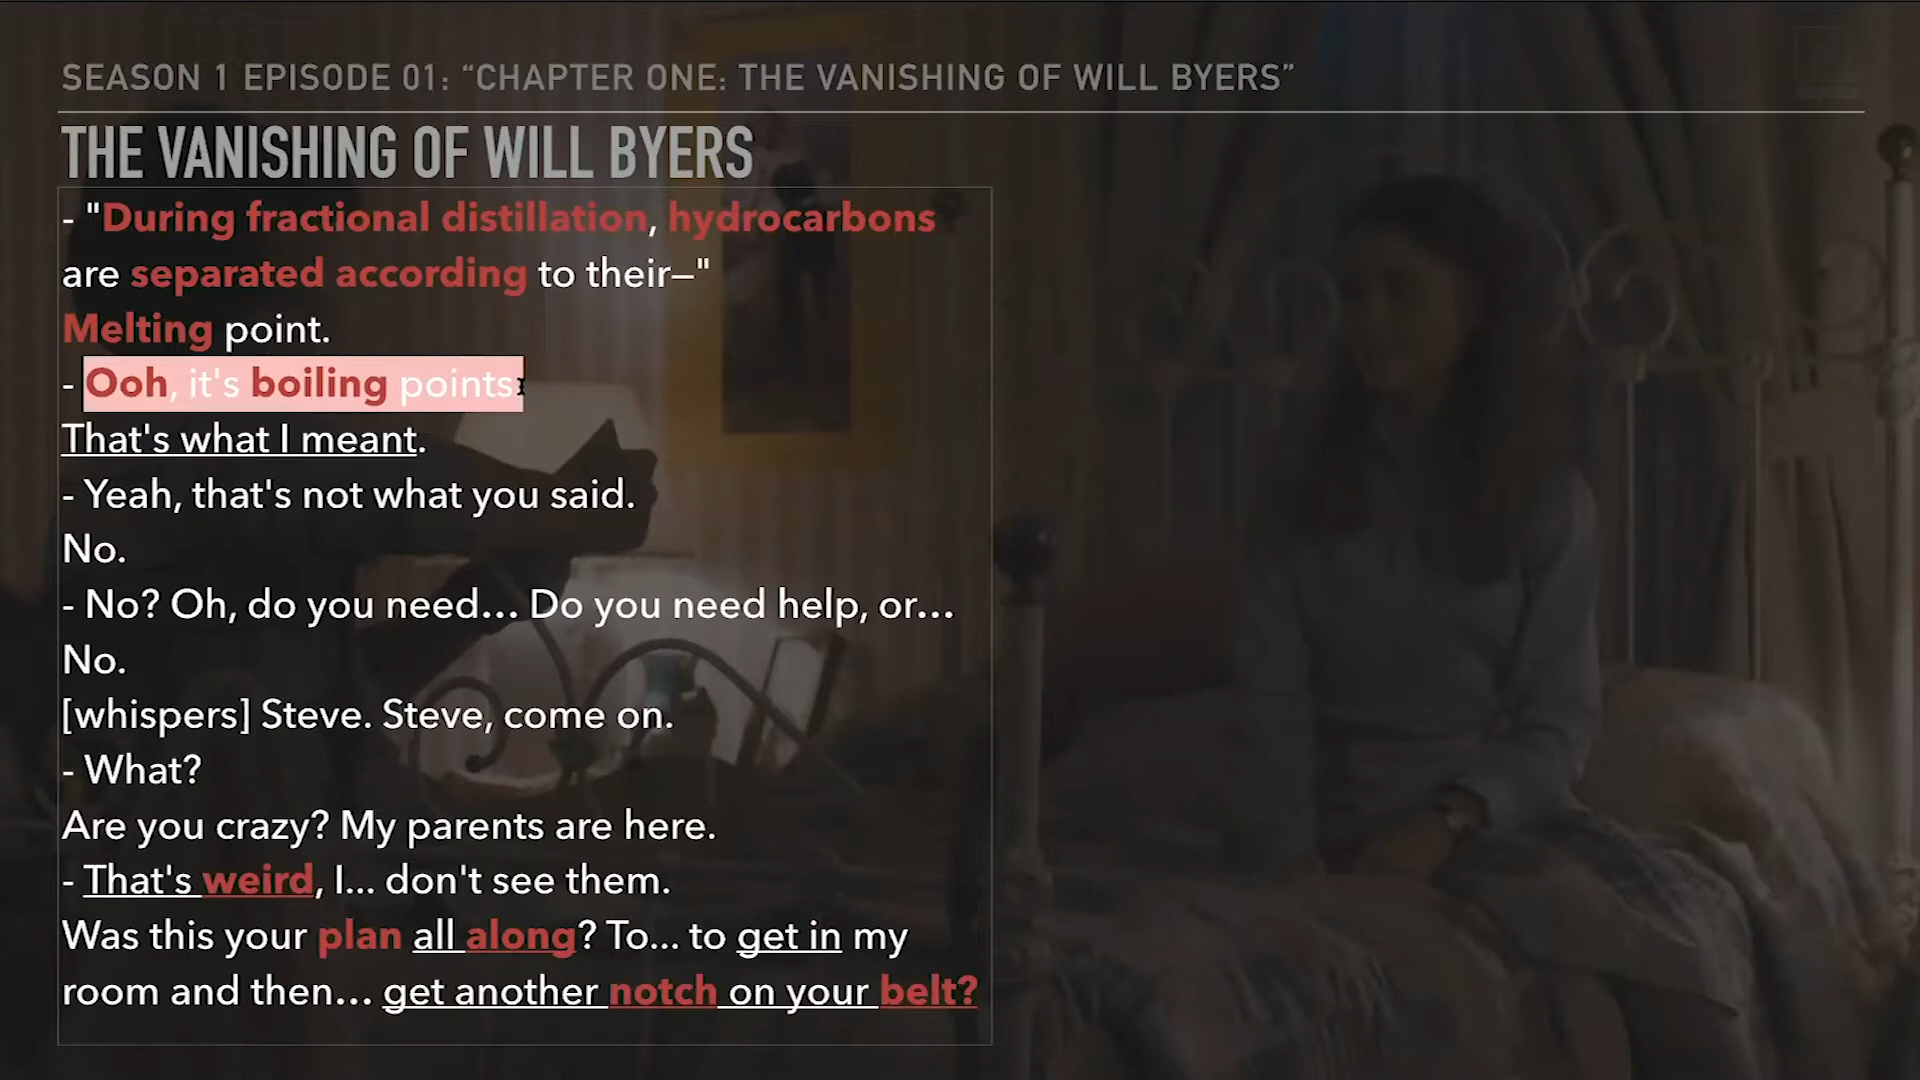 SEASON 1 EPISODE 01: “CHAPTER ONE: THE VANISHING OF WILL BYERS”
THE VANISHING OF WILL BYERS
- "During fractional distillation, hydrocarbons
are separated according to their—"
Melting point.
- Ooh, it's boiling points.
That's what I meant.
- Yeah, that's not what you said.
No.
- No? Oh, do you need… Do you need help, or…
No.
[whispers] Steve. Steve, come on.
- What?
Are you crazy? My parents are here.
- That's weird, I... don't see them.
Was this your plan all along? To... to get in my
room and then… get another notch on your belt?